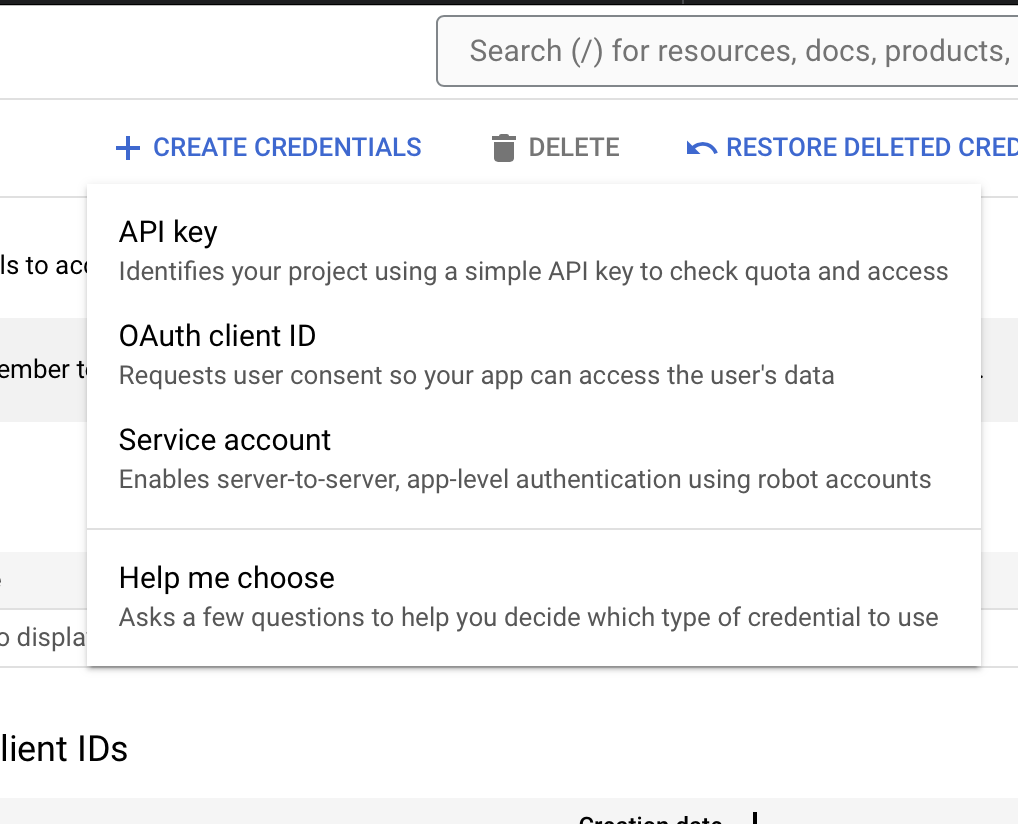 Search (/) for resources, docs, products,
CREATE CREDENTIALS DELETE RESTORE DELETED CRED
API key
ls to acc
Identifies your project using a simple API key to check quota and access
OAuth client ID
ember t
Requests user consent so your app can access the user's data
Service account
Enables server-to-server, app-level authentication using robot accounts
Help me choose
o displa
Asks a few questions to help you decide which type of credential to use
lient IDs
Creation date